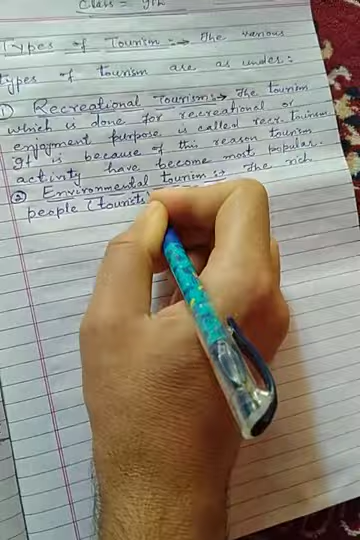 Class = 9th
Types of Tourism :→ The various
types of tourism are as under :
1) Recreational Tourism :→ The tourism
which is done for recreational or
enjoyment purpose is called recr. tourism.
It is because of this reason tourism
activity have become most popular.
2) Environmental tourism :→ The rich
people (tourists)